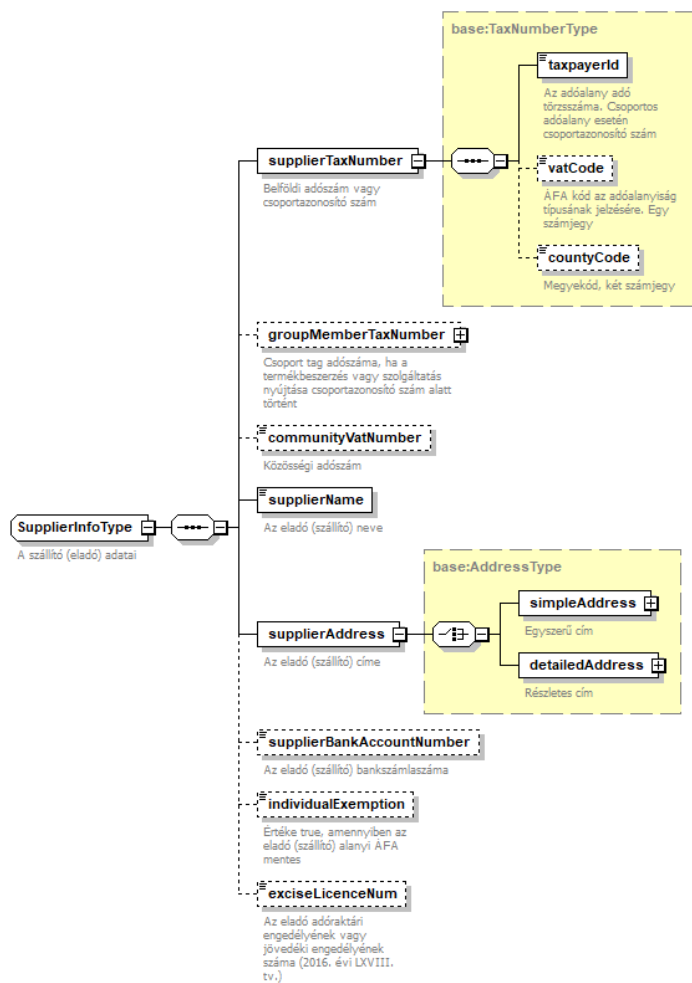 base:TaxNumberType
taxpayerId
Az adóalany adó
törzsszáma. Csoportos
adóalany esetén
csoportazonosító szám
supplierTaxNumber
Belföldi adószám vagy
csoportazonosító szám
vatCode
ÁFA kód az adóalanyiság
típusának jelzésére. Egy
számjegy
countyCode
Megyekód, két számjegy
groupMemberTaxNumber
Csoport tag adószáma, ha a
termékbeszerzés vagy szolgáltatás
nyújtása csoportazonosító szám alatt
történt
communityVatNumber
Közösségi adószám
supplierName
Az eladó (szállító) neve
SupplierInfoType
A szállító (eladó) adatai
base:AddressType
simpleAddress
Egyszerű cím
supplierAddress
Az eladó (szállító) címe
detailedAddress
Részletes cím
supplierBankAccountNumber
Az eladó (szállító) bankszámlaszáma
individualExemption
Értéke true, amennyiben az
eladó (szállító) alanyi ÁFA
mentes
exciseLicenceNum
Az eladó adóraktári
engedélyének vagy
jövedéki engedélyének
száma (2016. évi LXVIII.
tv.)